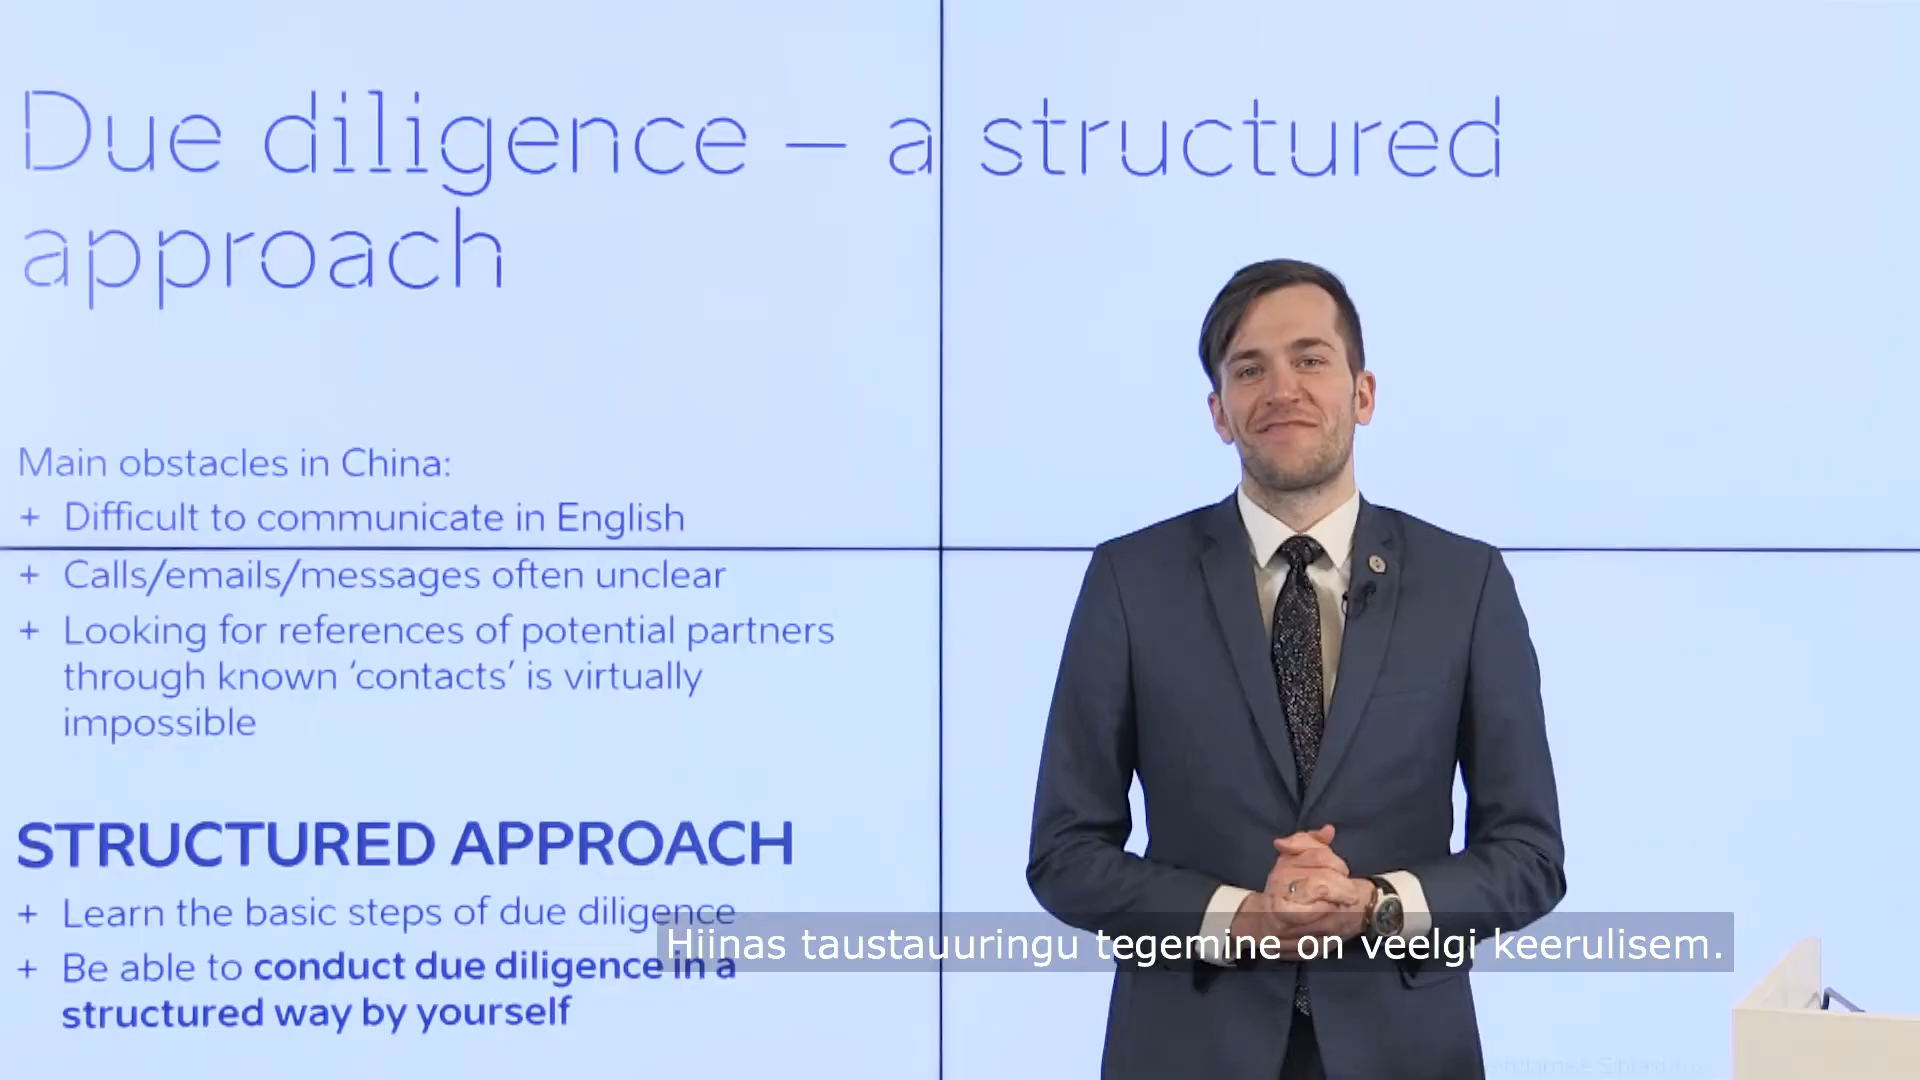 Due diligence – a structured
approach
Main obstacles in China:
+ Difficult to communicate in English
+ Calls/emails/messages often unclear
+ Looking for references of potential partners
through known ‘contacts’ is virtually
impossible
STRUCTURED APPROACH
+ Learn the basic steps of due diligence
+ Be able to conduct due diligence in a
structured way by yourself
Hiinas taustauuringu tegemine on veelgi keerulisem.